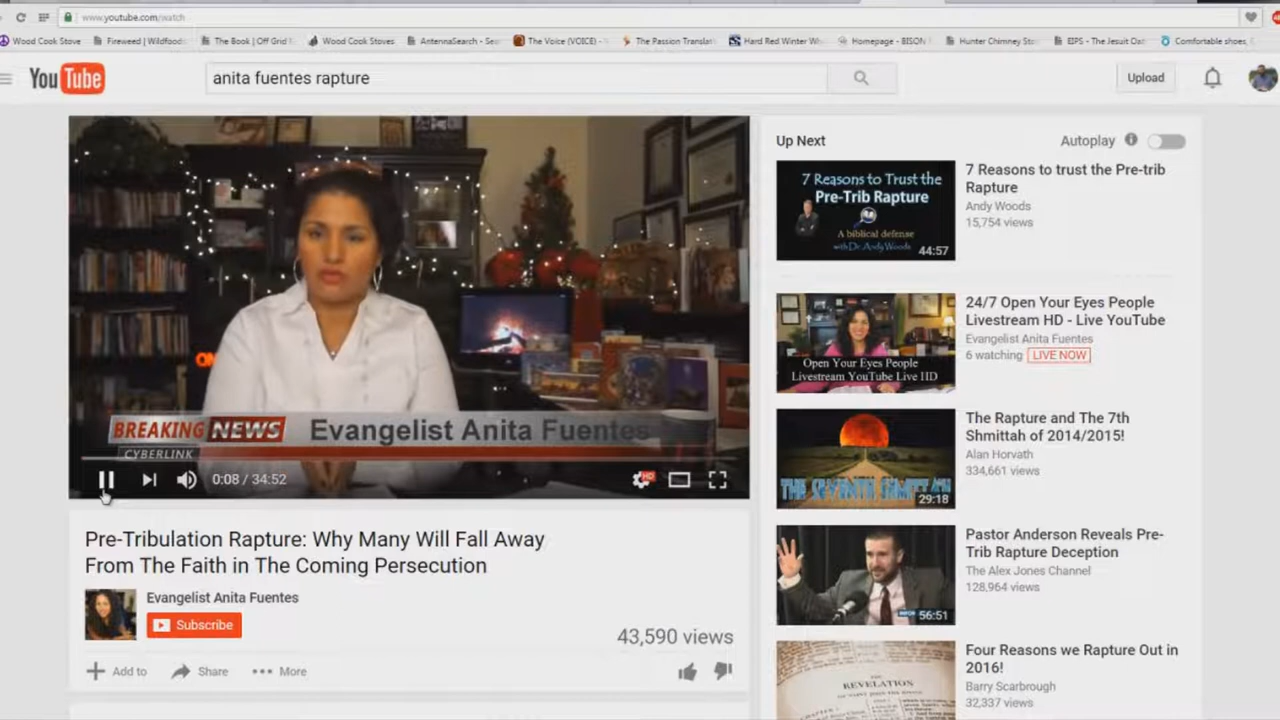 www.youtube.com/watch
Wood Cook Stove
Fireweed | Wildfoods
The Book | Off Grid
Wood Cook Stoves
AntennaSearch - Sea
The Voice (VOICE) -
The Passion Translat
Hard Red Winter W
Homepage - BISON
Hunter Chimney Sto
EIPS - The Jesuit Oat
Comfortable shoes,
YouTube
anita fuentes rapture
Upload
BREAKING NEWS
Evangelist Anita Fuentes
CYBERLINK
0:08 / 34:52
HD
Pre-Tribulation Rapture: Why Many Will Fall Away
From The Faith in The Coming Persecution
Evangelist Anita Fuentes
Subscribe
43,590 views
Add to
Share
More
Up Next
Autoplay
7 Reasons to Trust the
Pre-Trib Rapture
A biblical defense
with Dr. Andy Woods
44:57
7 Reasons to trust the Pre-trib
Rapture
Andy Woods
15,754 views
Open Your Eyes People
Livestream YouTube Live HD
24/7 Open Your Eyes People
Livestream HD - Live YouTube
Evangelist Anita Fuentes
6 watching LIVE NOW
THE SEVENTH SHMITTAH
29:18
The Rapture and The 7th
Shmittah of 2014/2015!
Alan Horvath
334,661 views
56:51
Pastor Anderson Reveals Pre-
Trib Rapture Deception
The Alex Jones Channel
128,964 views
THE
REVELATION
Four Reasons we Rapture Out in
2016!
Barry Scarbrough
32,337 views